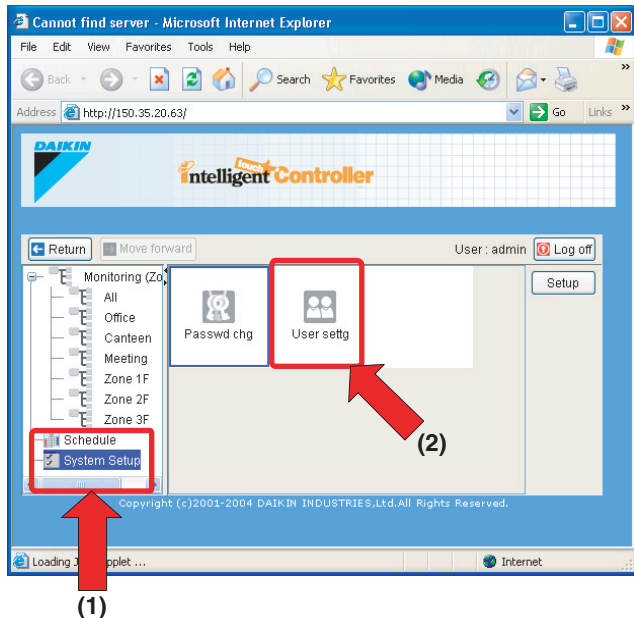 Cannot find server - Microsoft Internet Explorer
File Edit View Favorites Tools Help
Back Search Favorites Media »
Address http://150.35.20.63/ Go Links »
DAIKIN
intelligent touch Controller
Return Move forward User : admin Log off
Monitoring (Zo
All
Office
Canteen
Meeting
Zone 1F
Zone 2F
Zone 3F
Schedule
System Setup
Passwd chg
User settg
Setup
(2)
Copyright (c)2001-2004 DAIKIN INDUSTRIES,Ltd.All Rights Reserved.
Loading J pplet ... Internet
(1)